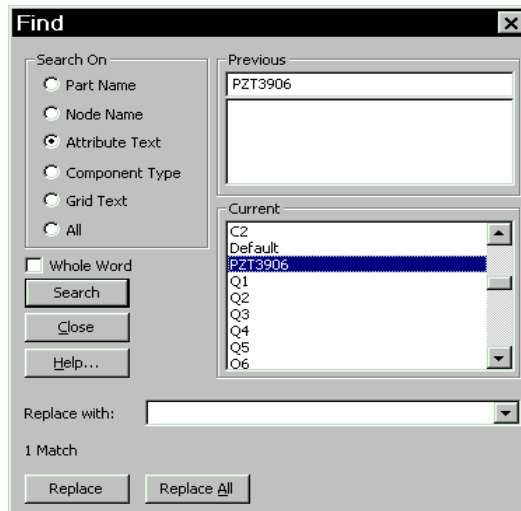 Find
Search On
Part Name
Node Name
Attribute Text
Component Type
Grid Text
All
Whole Word
Search
Close
Help...
Previous
PZT3906
Current
C2
Default
PZT3906
Q1
Q2
Q3
Q4
Q5
Q6
Replace with:
1 Match
Replace
Replace All